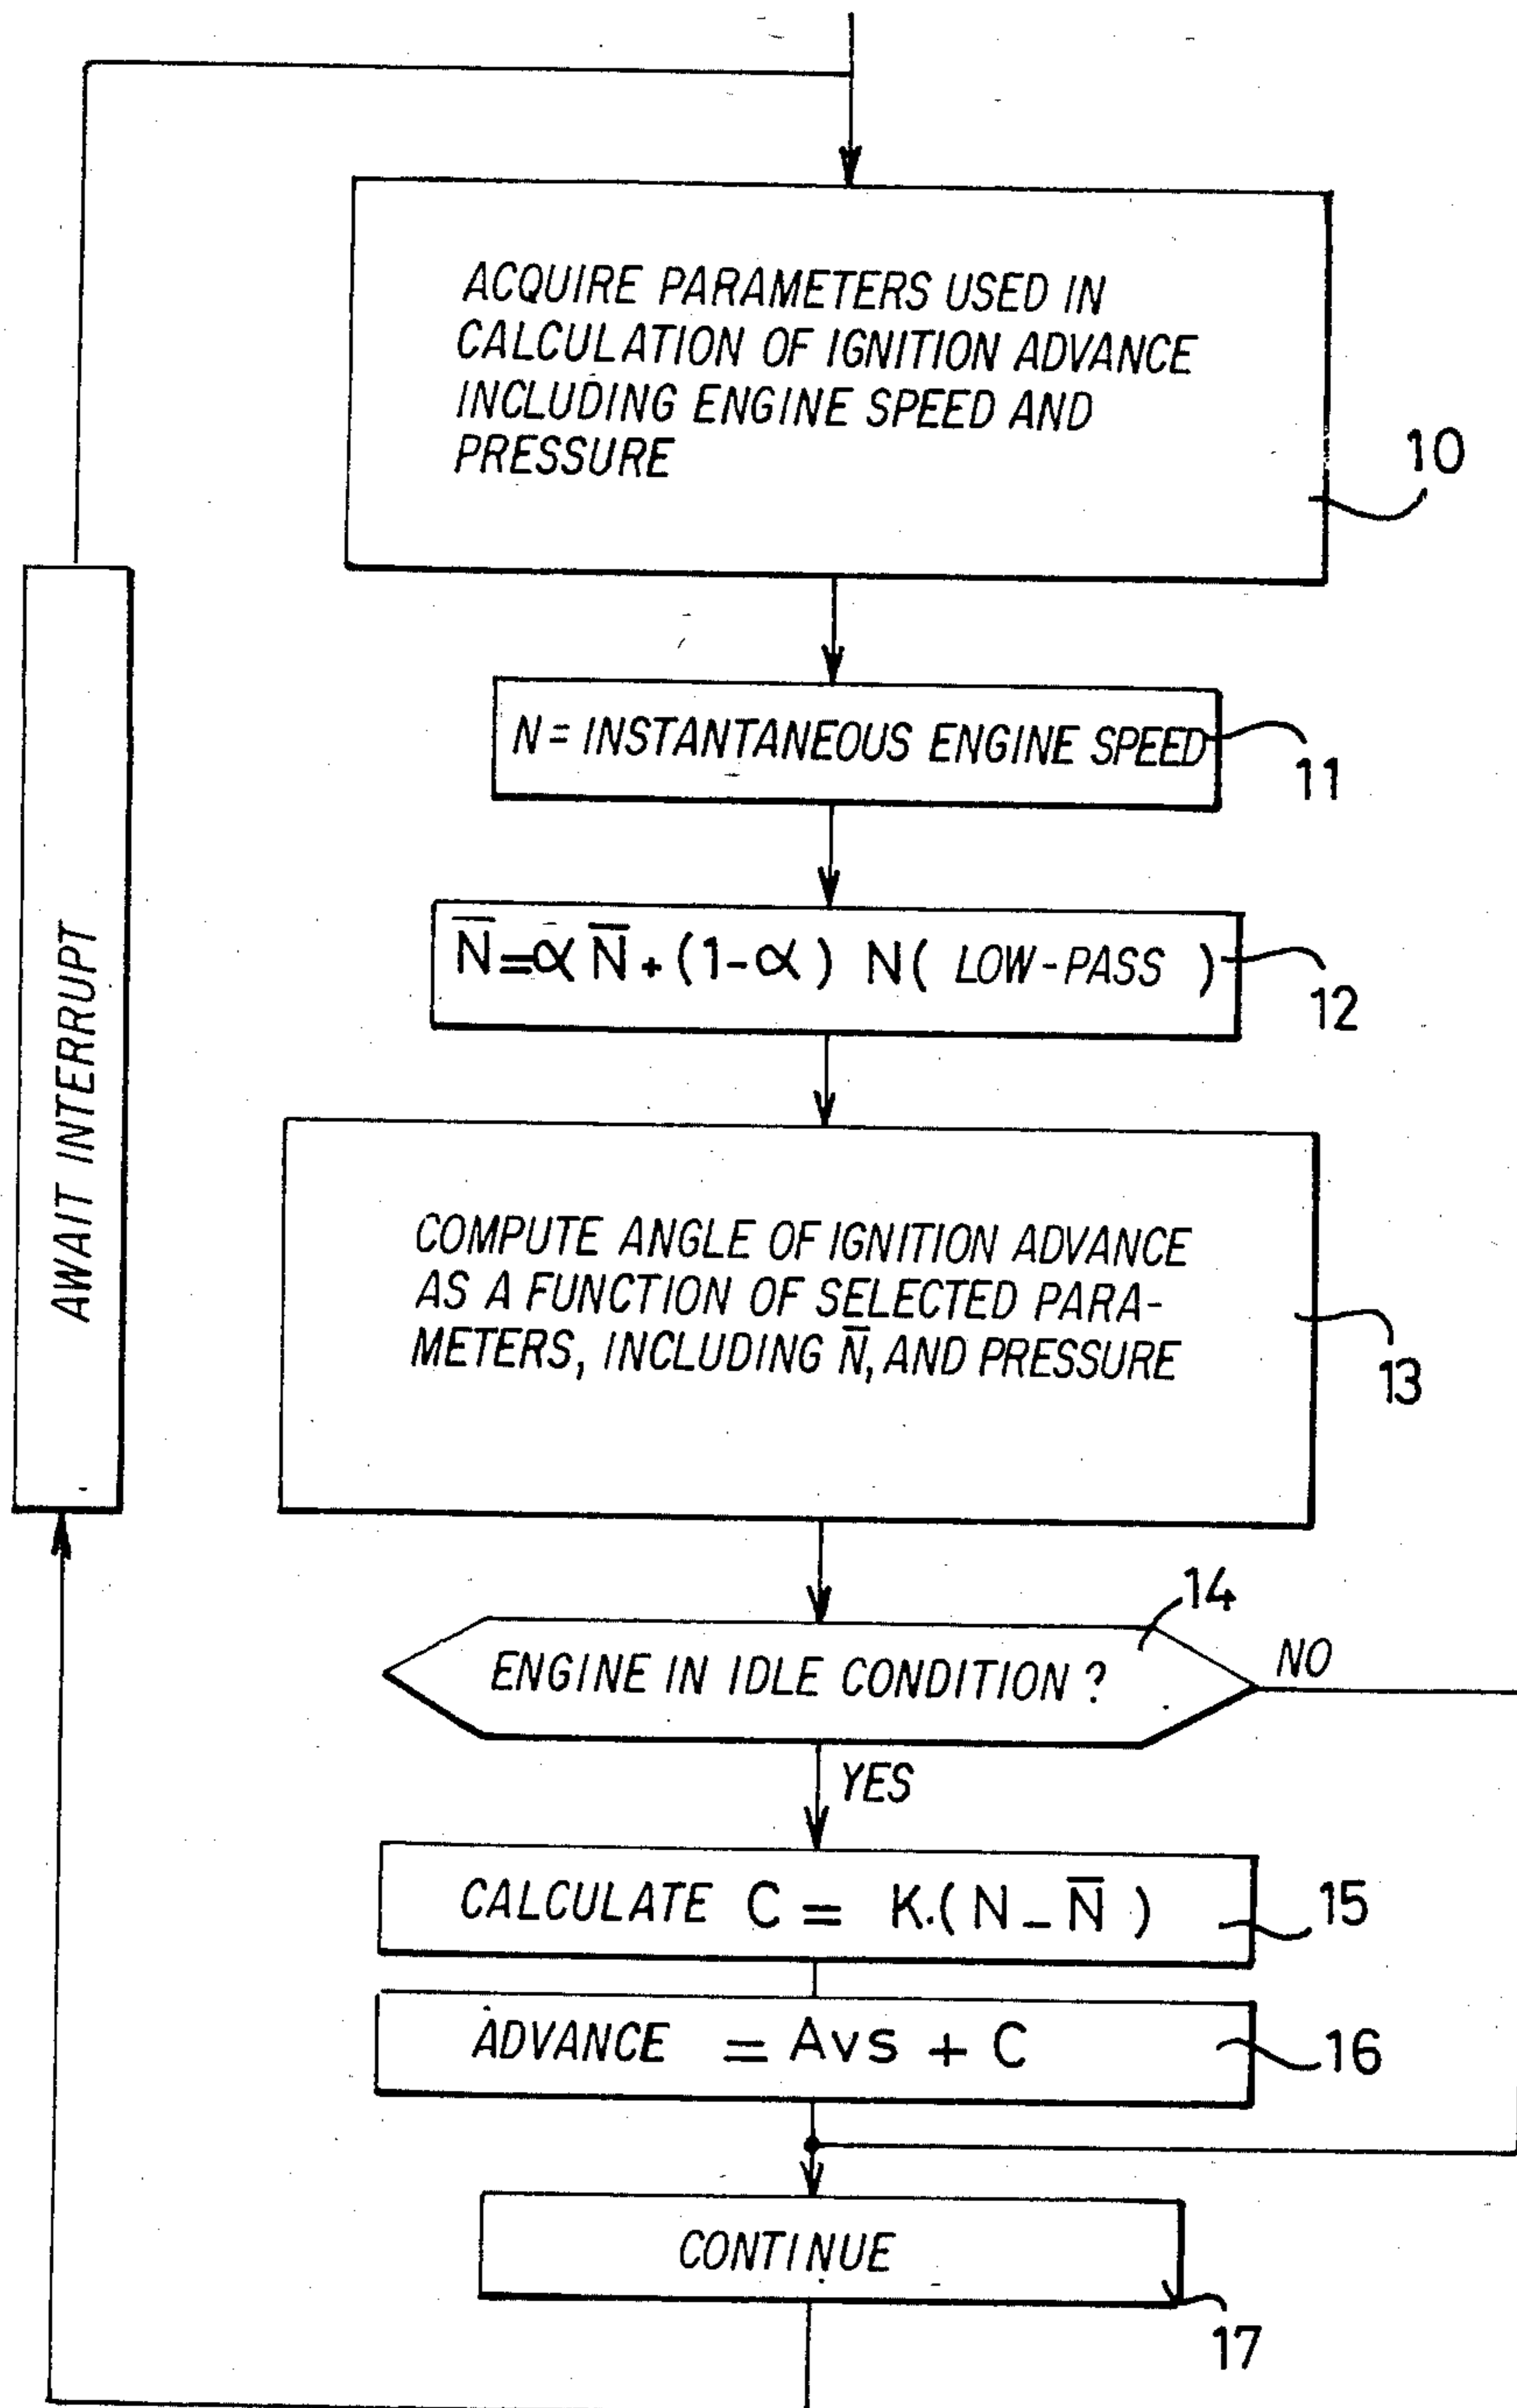 ACQUIRE PARAMETERS USED IN
CALCULATION OF IGNITION ADVANCE
INCLUDING ENGINE SPEED AND
PRESSURE
10
N = INSTANTANEOUS ENGINE SPEED
11
N̅ = α N̅ + (1-α) N ( LOW-PASS )
12
AWAIT INTERRUPT
COMPUTE ANGLE OF IGNITION ADVANCE
AS A FUNCTION OF SELECTED PARA-
METERS, INCLUDING N̅, AND PRESSURE
13
14
ENGINE IN IDLE CONDITION ?
NO
YES
CALCULATE C = K.( N - N̅ )
15
ADVANCE = Avs + C
16
CONTINUE
17